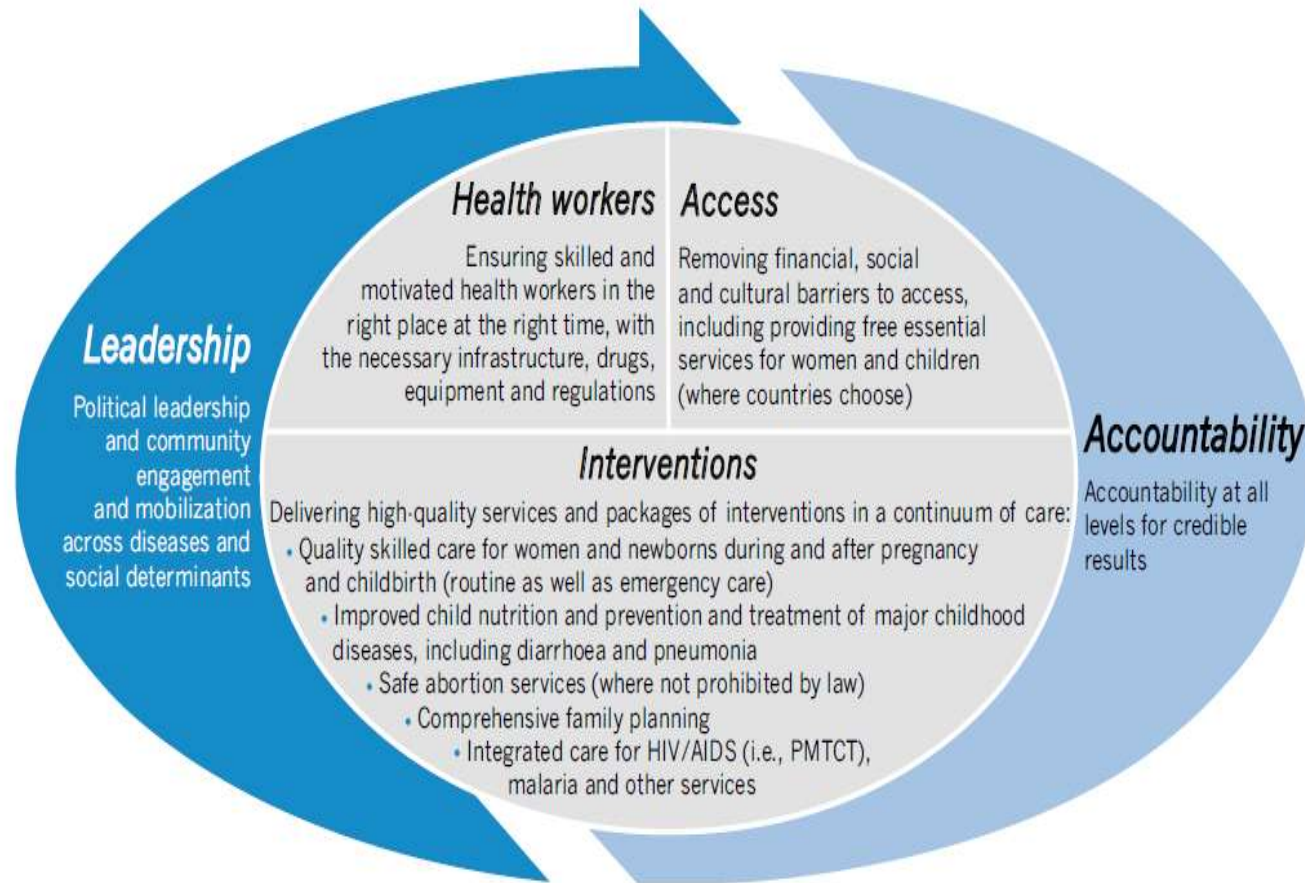 Health workers
Ensuring skilled and
motivated health workers in the
right place at the right time, with
the necessary infrastructure, drugs,
equipment and regulations
Access
Removing financial, social
and cultural barriers to access,
including providing free essential
services for women and children
(where countries choose)
Leadership
Political leadership
and community
engagement
and mobilization
across diseases and
social determinants
Interventions
Delivering high-quality services and packages of interventions in a continuum of care:
• Quality skilled care for women and newborns during and after pregnancy
and childbirth (routine as well as emergency care)
• Improved child nutrition and prevention and treatment of major childhood
diseases, including diarrhoea and pneumonia
• Safe abortion services (where not prohibited by law)
• Comprehensive family planning
• Integrated care for HIV/AIDS (i.e., PMTCT),
malaria and other services
Accountability
Accountability at all
levels for credible
results